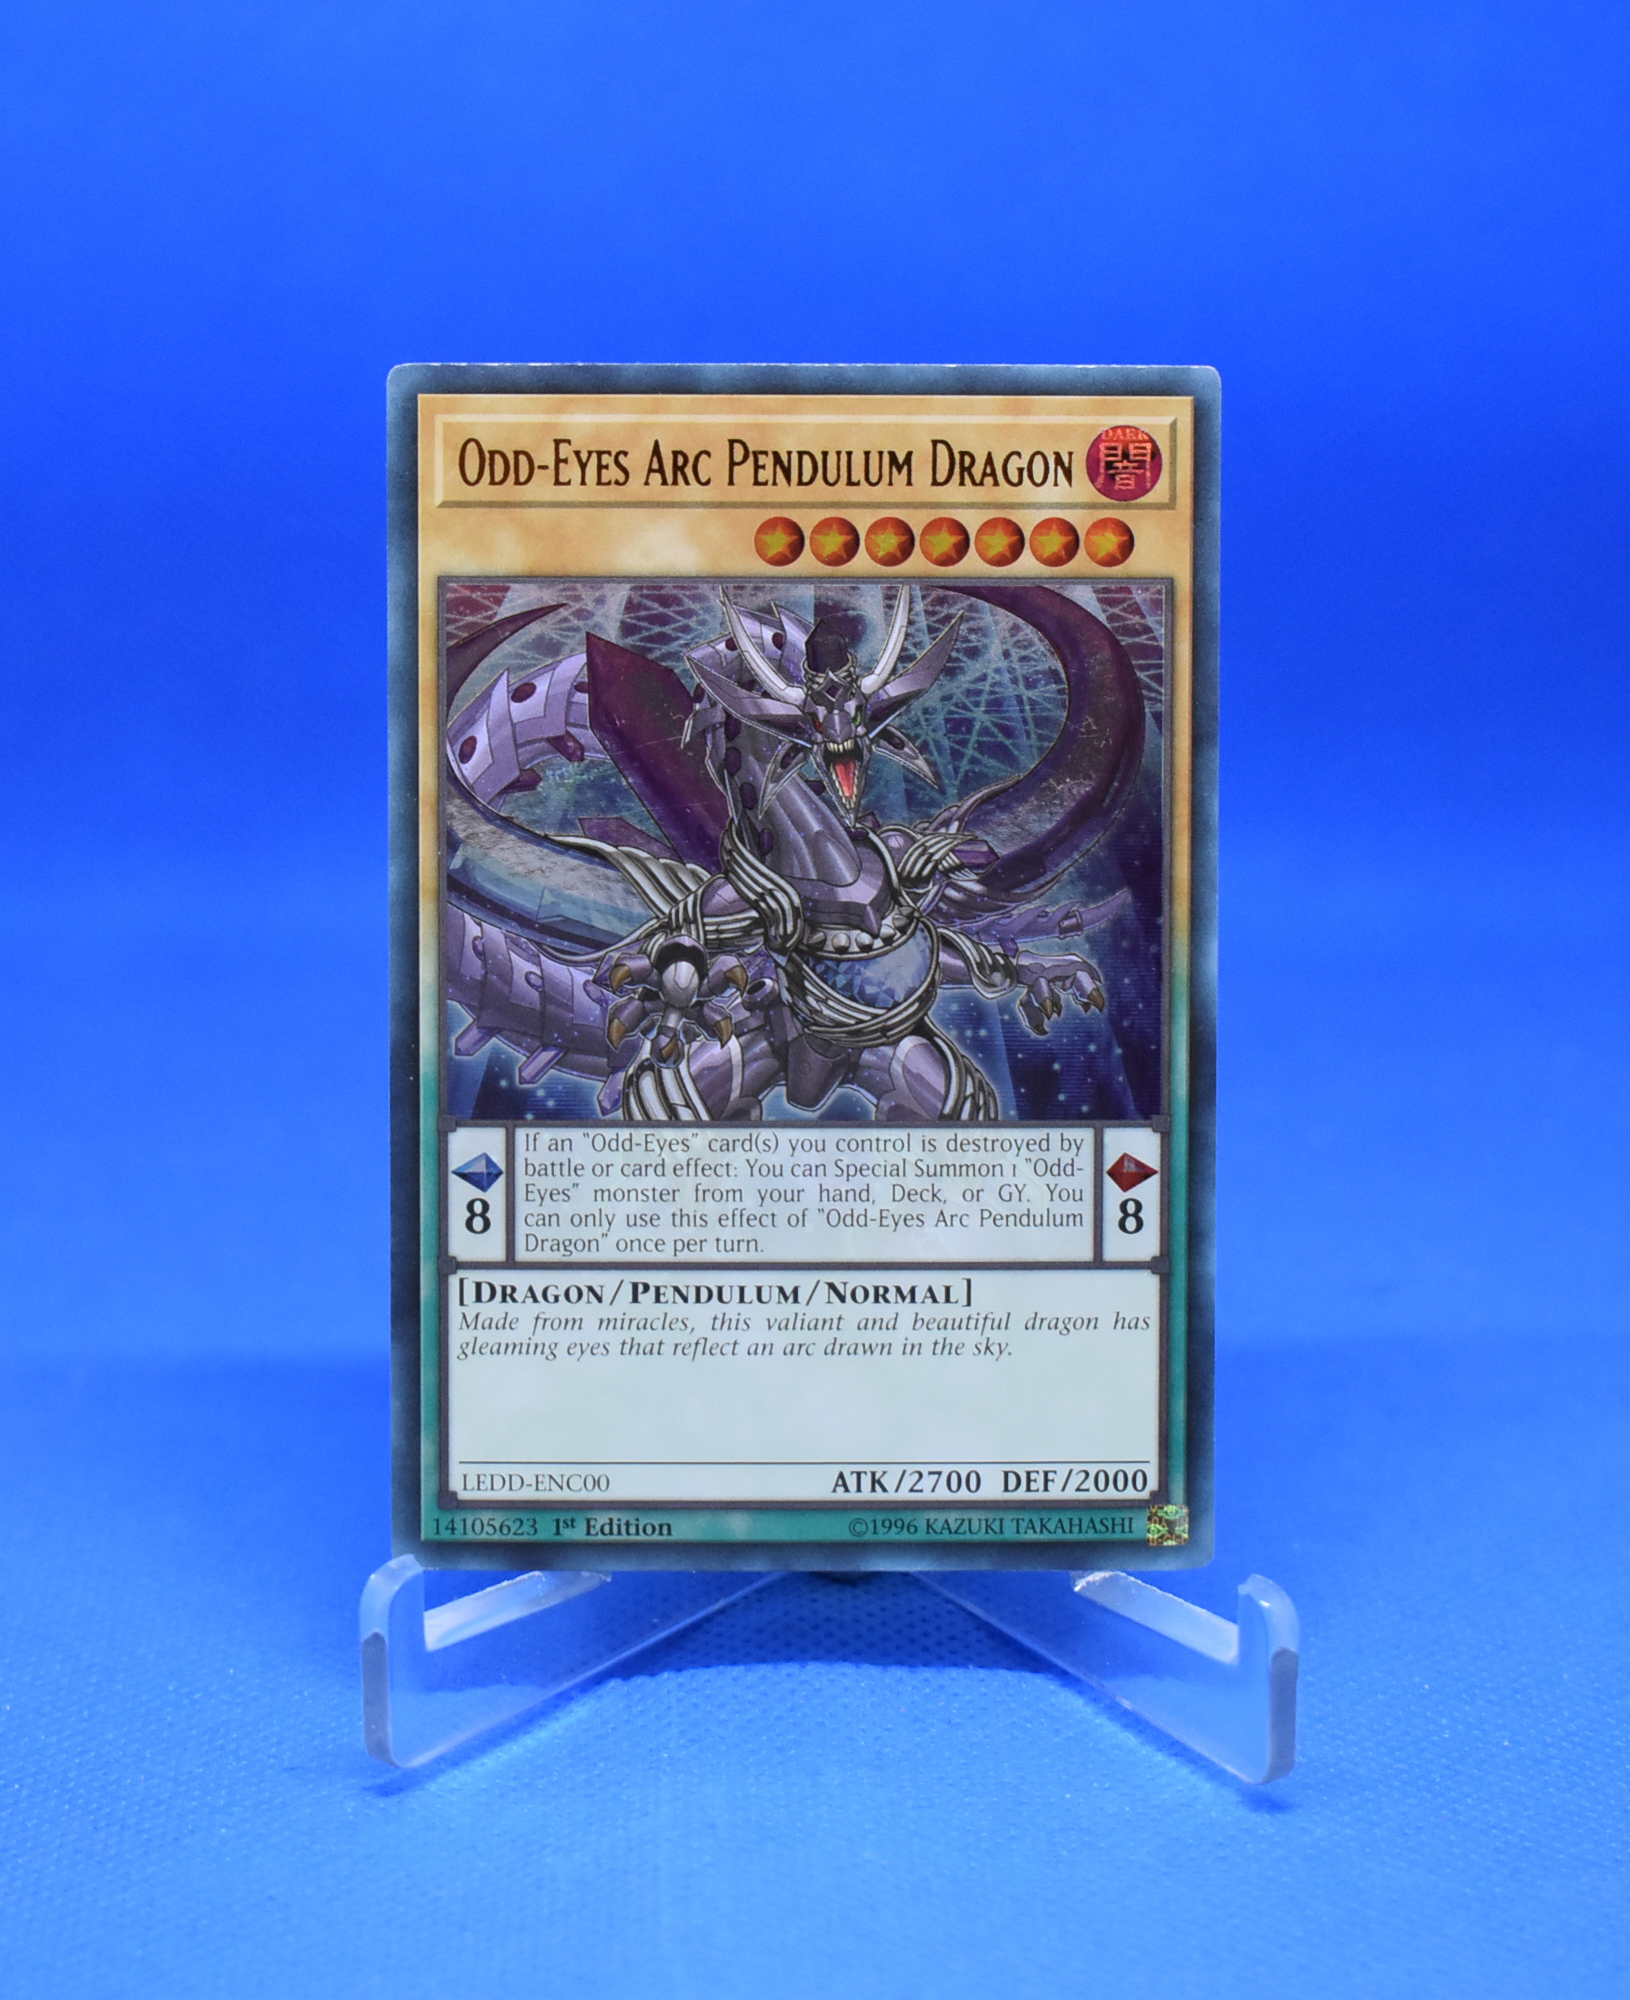 ODD-EYES ARC PENDULUM DRAGON
DARK
闇
If an "Odd-Eyes" card(s) you control is destroyed by
battle or card effect: You can Special Summon 1 "Odd-
Eyes" monster from your hand, Deck, or GY. You
can only use this effect of "Odd-Eyes Arc Pendulum
Dragon" once per turn.
8
8
[DRAGON/PENDULUM/NORMAL]
Made from miracles, this valiant and beautiful dragon has
gleaming eyes that reflect an arc drawn in the sky.
LEDD-ENC00 ATK/2700 DEF/2000
14105623 1st Edition ©1996 KAZUKI TAKAHASHI